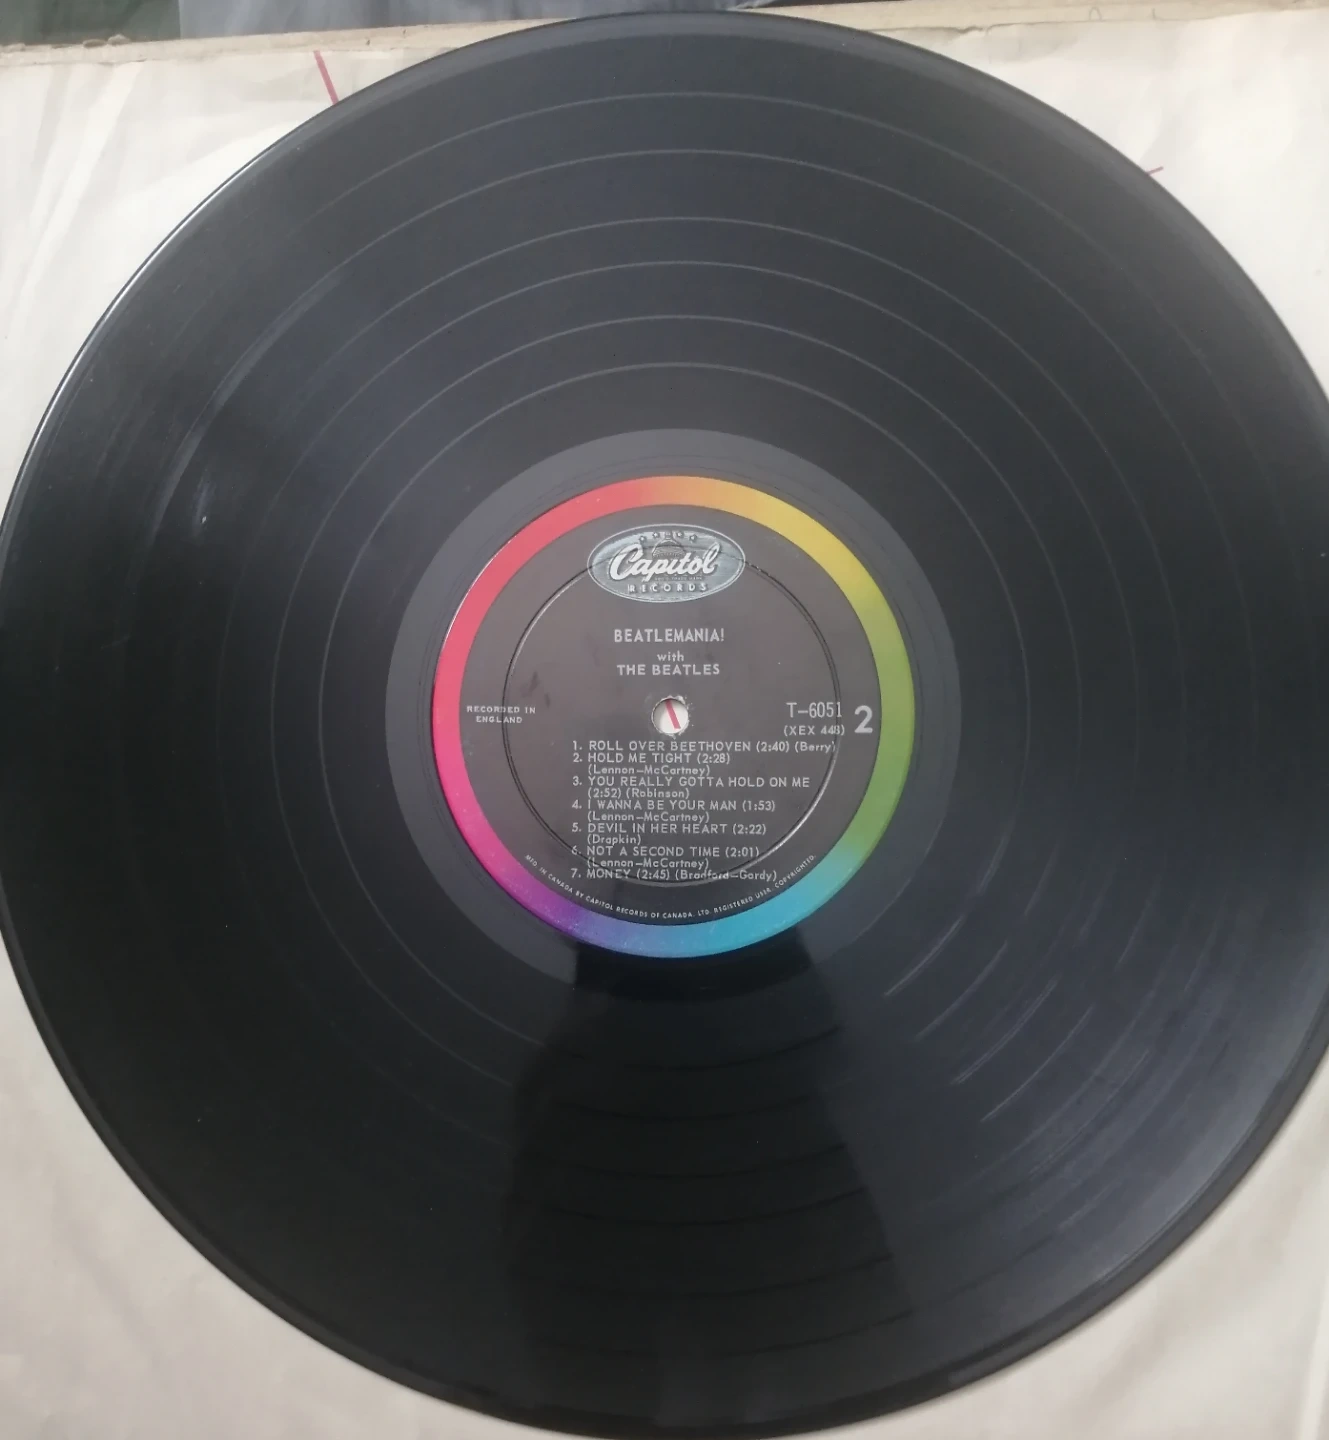 Capitol
RECORDS
BEATLEMANIA!
with
THE BEATLES
RECORDED IN
ENGLAND
T-6051
(XEX 448)
2
1. ROLL OVER BEETHOVEN (2:40) (Berry)
2. HOLD ME TIGHT (2:28)
(Lennon-McCartney)
3. YOU REALLY GOTTA HOLD ON ME
(2:52) (Robinson)
4. I WANNA BE YOUR MAN (1:53)
(Lennon-McCartney)
5. DEVIL IN HER HEART (2:22)
(Drapkin)
6. NOT A SECOND TIME (2:01)
(Lennon-McCartney)
7. MONEY (2:45) (Bradford-Gordy)
MFD. IN CANADA BY CAPITOL RECORDS OF CANADA, LTD. REGISTERED USER. COPYRIGHTED.